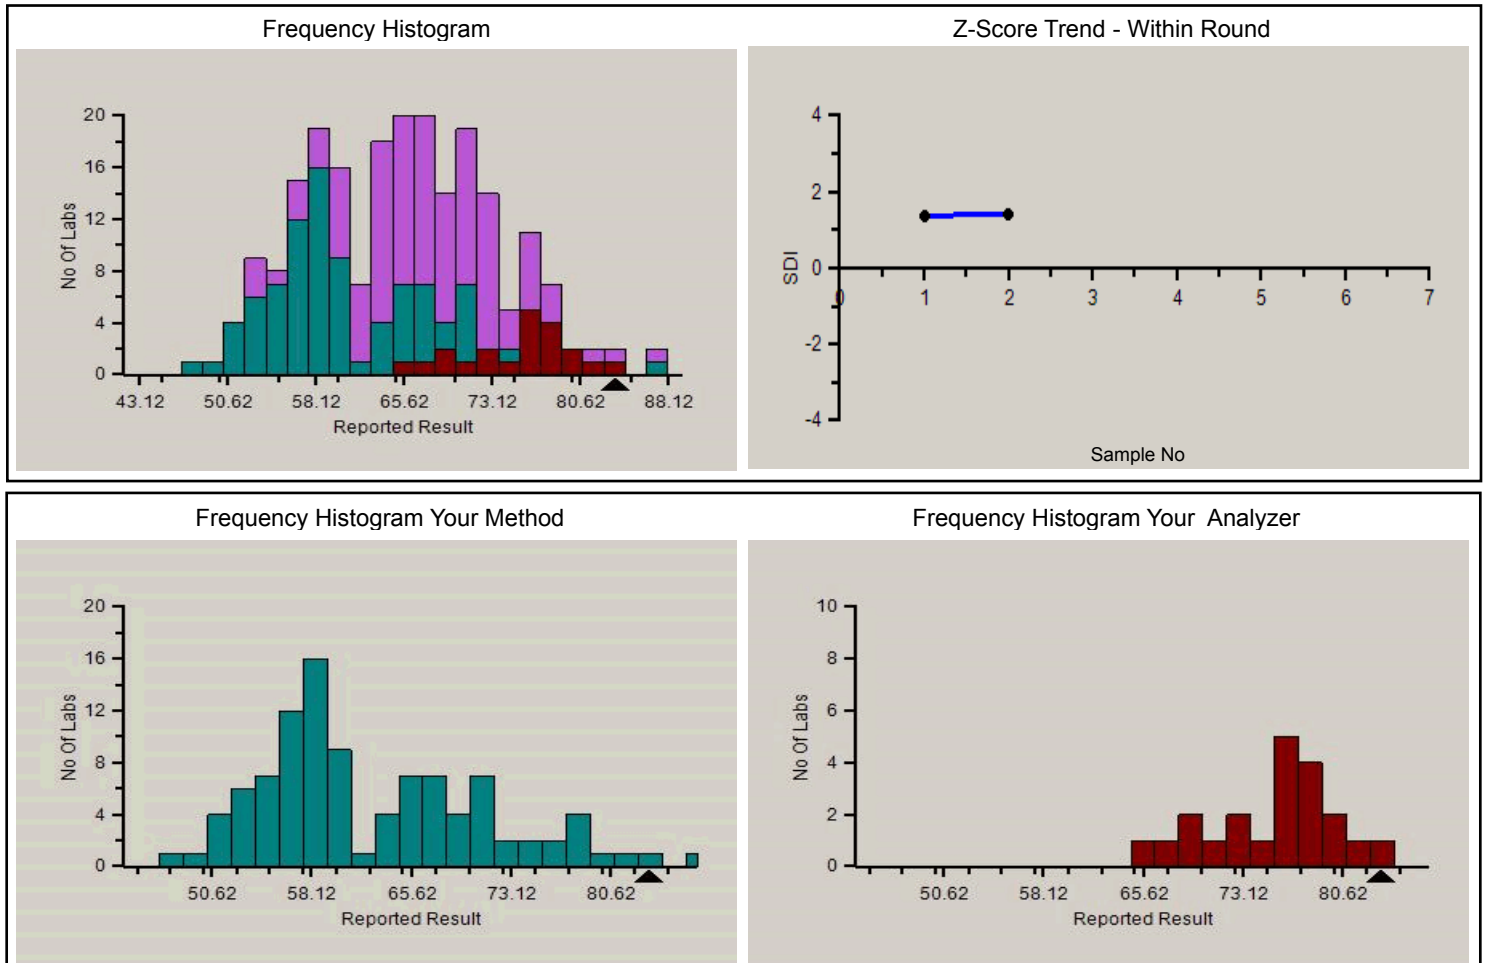 Frequency Histogram
20
16
12
8
4
0
No Of Labs
43.12 50.62 58.12 65.62 73.12 80.62 88.12
Reported Result
Z-Score Trend - Within Round
4
2
0
-2
-4
SDI
0 1 2 3 4 5 6 7
Sample No
Frequency Histogram Your Method
20
16
12
8
4
0
No Of Labs
50.62 58.12 65.62 73.12 80.62
Reported Result
Frequency Histogram Your Analyzer
10
8
6
4
2
0
No Of Labs
50.62 58.12 65.62 73.12 80.62
Reported Result